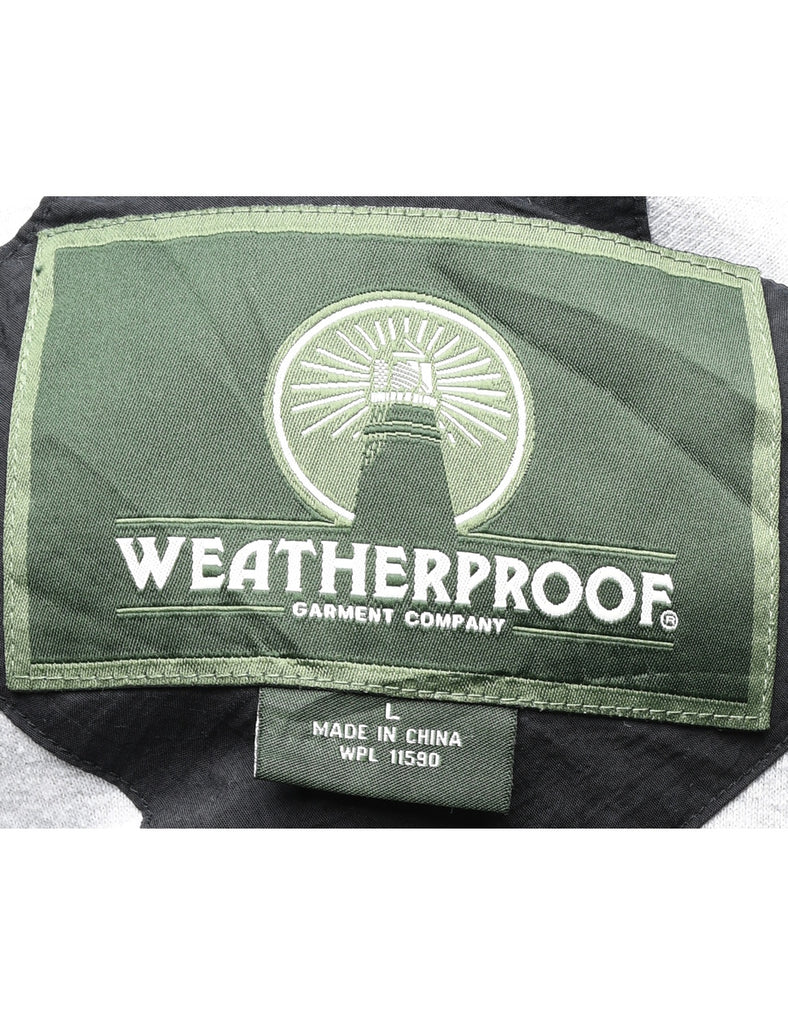 WEATHERPROOF®
GARMENT COMPANY
L
MADE IN CHINA
WPL 11590